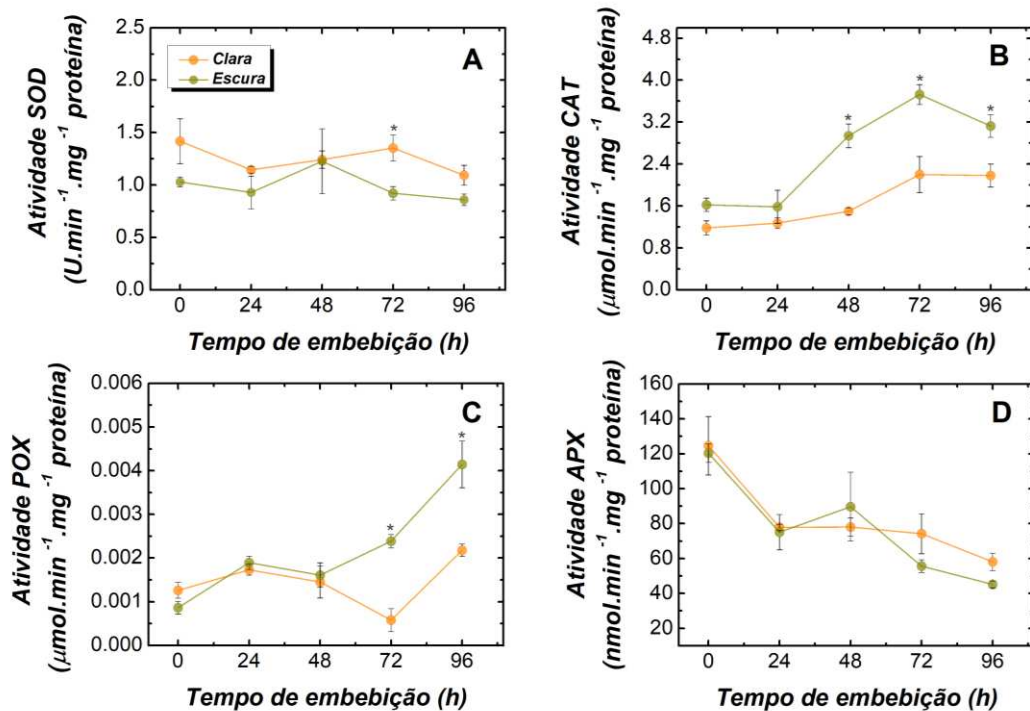 A
Clara
Escura
Atividade SOD
(U.min -1.mg -1 proteína)
2.5
2.0
1.5
1.0
0.5
0.0
*
0 24 48 72 96
Tempo de embebição (h)
B
Atividade CAT
(μmol.min -1.mg -1 proteína)
4.8
4.0
3.2
2.4
1.6
0.8
0.0
* * *
0 24 48 72 96
Tempo de embebição (h)
C
Atividade POX
(μmol.min -1.mg -1 proteína)
0.006
0.005
0.004
0.003
0.002
0.001
0.000
* *
0 24 48 72 96
Tempo de embebição (h)
D
Atividade APX
(nmol.min -1.mg -1 proteína)
160
140
120
100
80
60
40
20
0 24 48 72 96
Tempo de embebição (h)